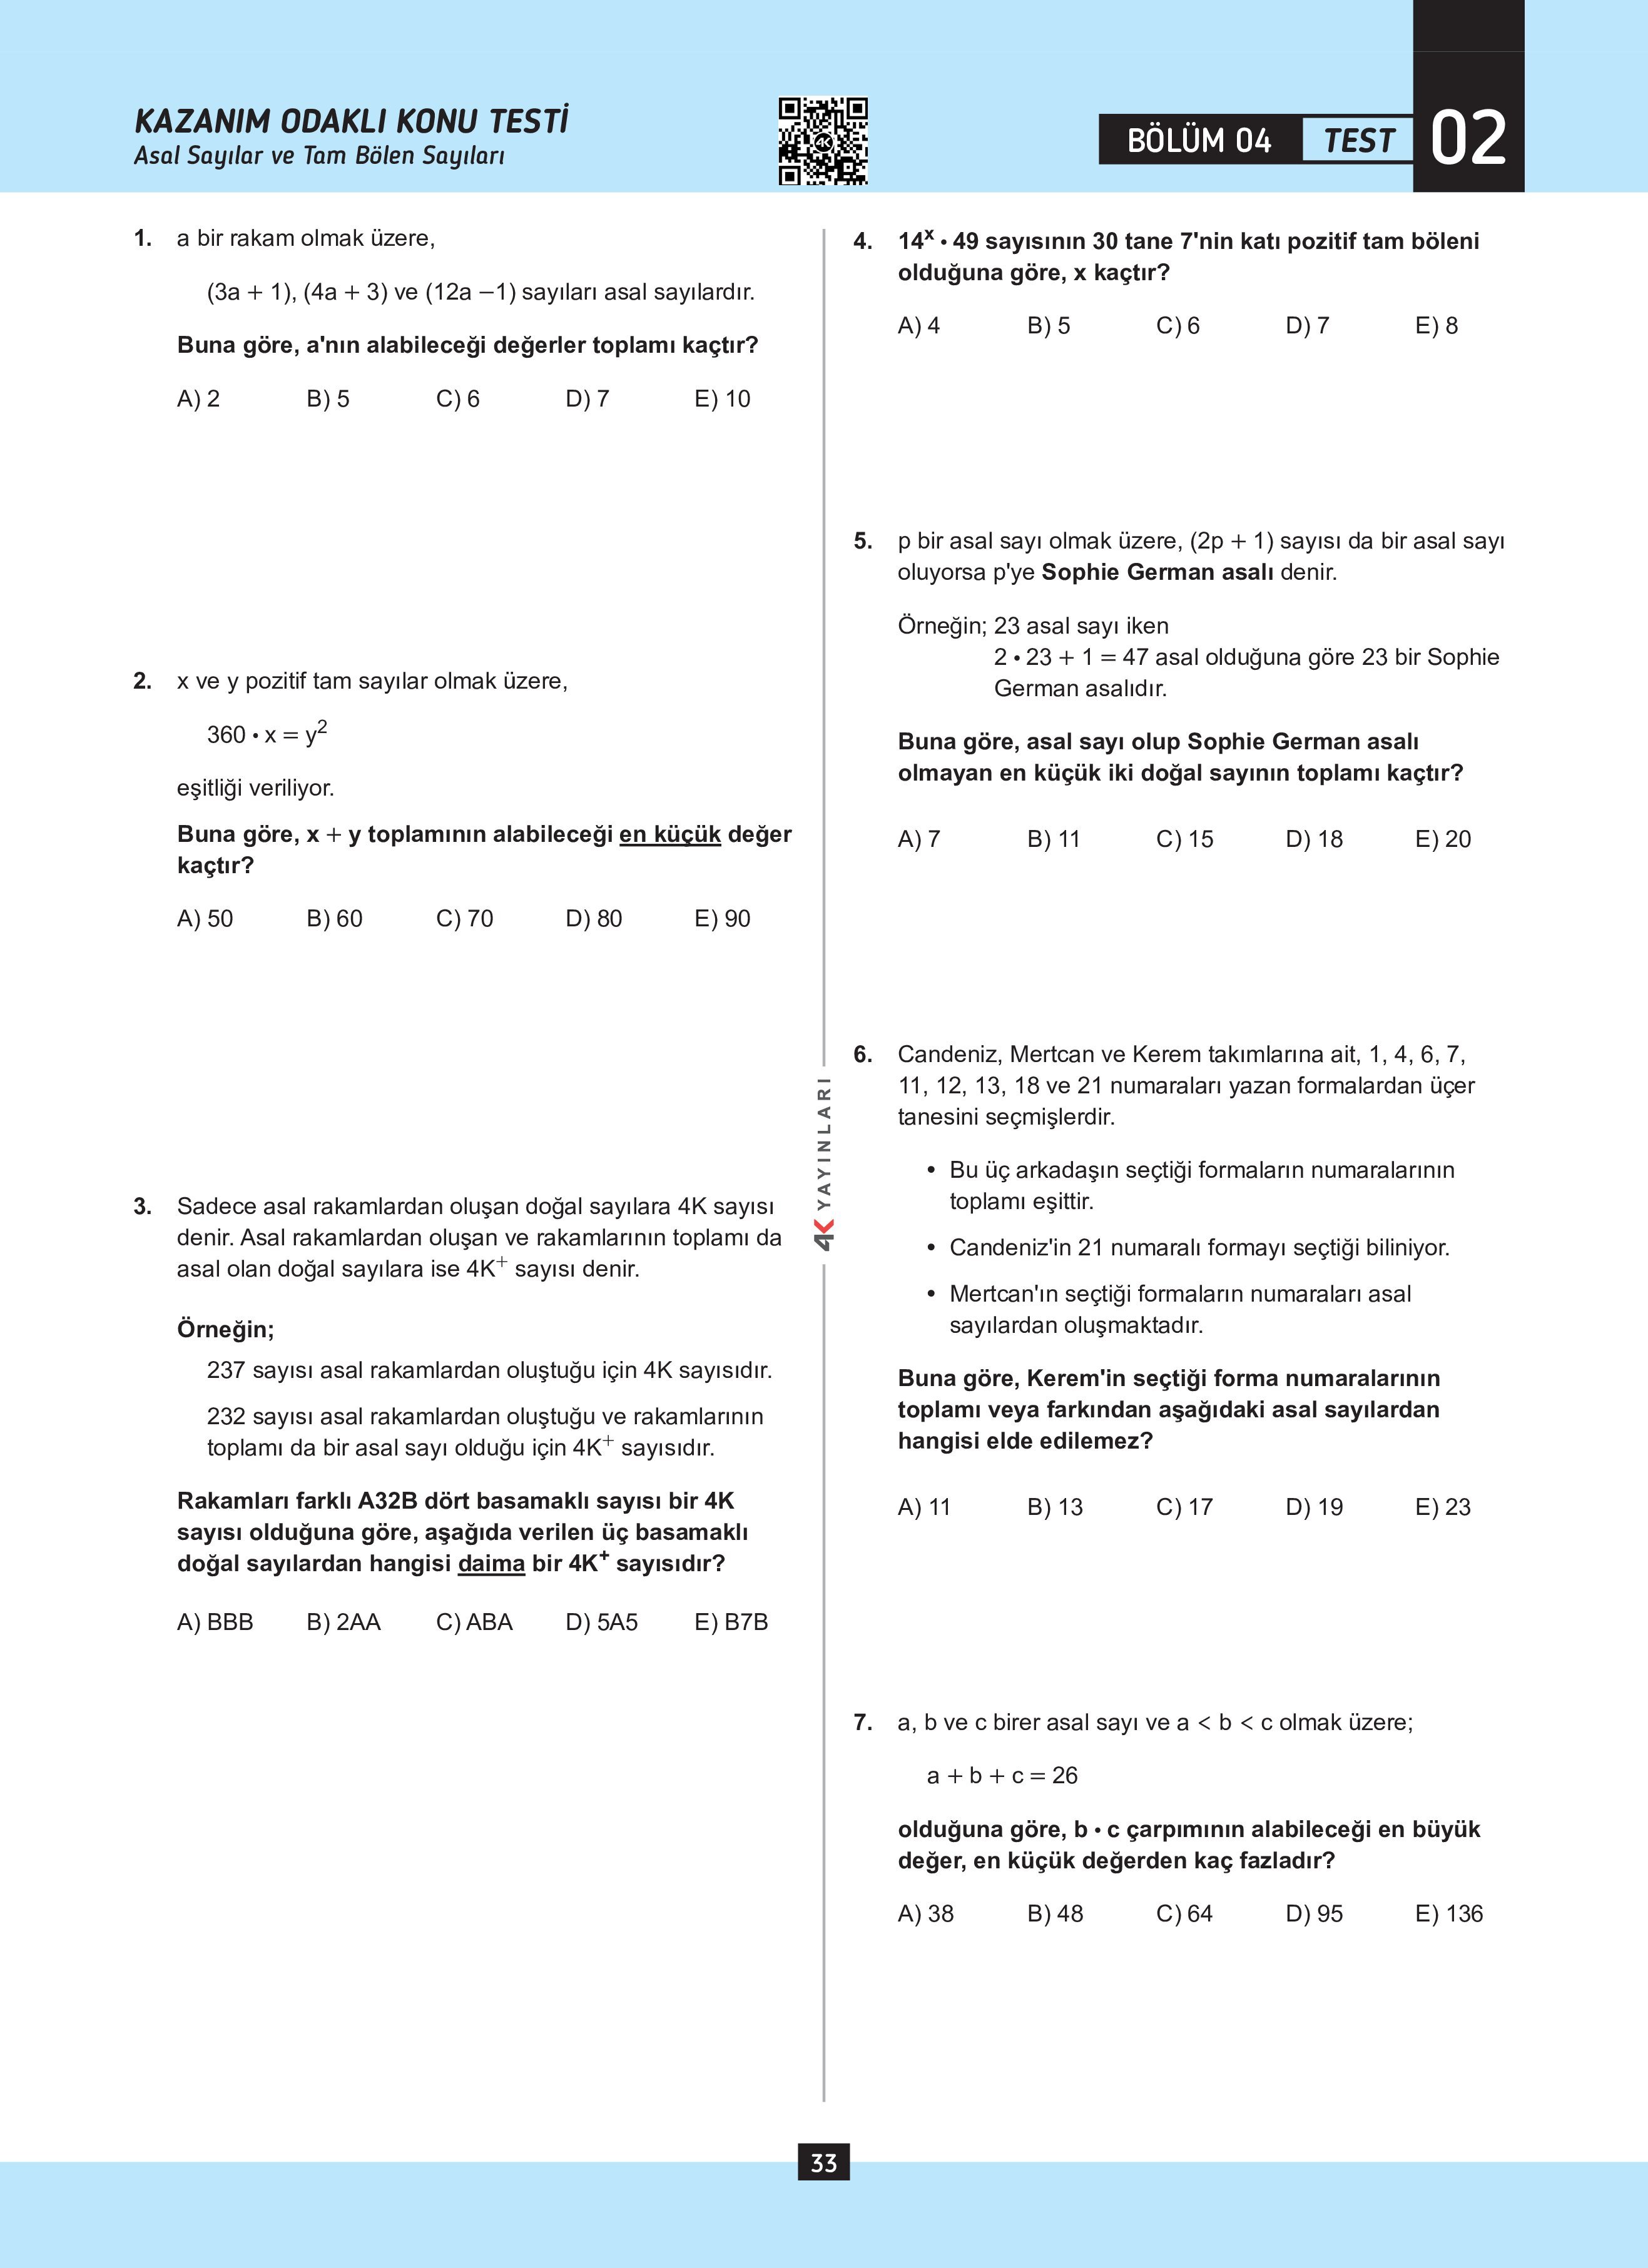 KAZANIM ODAKLI KONU TESTİ
Asal Sayılar ve Tam Bölen Sayıları
4K
BÖLÜM 04 TEST 02
1. a bir rakam olmak üzere,
(3a + 1), (4a + 3) ve (12a −1) sayıları asal sayılardır.
Buna göre, a'nın alabileceği değerler toplamı kaçtır?
A) 2 B) 5 C) 6 D) 7 E) 10
2. x ve y pozitif tam sayılar olmak üzere,
360 • x = y²
eşitliği veriliyor.
Buna göre, x + y toplamının alabileceği en küçük değer
kaçtır?
A) 50 B) 60 C) 70 D) 80 E) 90
3. Sadece asal rakamlardan oluşan doğal sayılara 4K sayısı
denir. Asal rakamlardan oluşan ve rakamlarının toplamı da
asal olan doğal sayılara ise 4K⁺ sayısı denir.
Örneğin;
237 sayısı asal rakamlardan oluştuğu için 4K sayısıdır.
232 sayısı asal rakamlardan oluştuğu ve rakamlarının
toplamı da bir asal sayı olduğu için 4K⁺ sayısıdır.
Rakamları farklı A32B dört basamaklı sayısı bir 4K
sayısı olduğuna göre, aşağıda verilen üç basamaklı
doğal sayılardan hangisi daima bir 4K⁺ sayısıdır?
A) BBB B) 2AA C) ABA D) 5A5 E) B7B
4K YAYINLARI
4. 14ˣ • 49 sayısının 30 tane 7'nin katı pozitif tam böleni
olduğuna göre, x kaçtır?
A) 4 B) 5 C) 6 D) 7 E) 8
5. p bir asal sayı olmak üzere, (2p + 1) sayısı da bir asal sayı
oluyorsa p'ye Sophie German asalı denir.
Örneğin; 23 asal sayı iken
2 • 23 + 1 = 47 asal olduğuna göre 23 bir Sophie
German asalıdır.
Buna göre, asal sayı olup Sophie German asalı
olmayan en küçük iki doğal sayının toplamı kaçtır?
A) 7 B) 11 C) 15 D) 18 E) 20
6. Candeniz, Mertcan ve Kerem takımlarına ait, 1, 4, 6, 7,
11, 12, 13, 18 ve 21 numaraları yazan formalardan üçer
tanesini seçmişlerdir.
• Bu üç arkadaşın seçtiği formaların numaralarının
toplamı eşittir.
• Candeniz'in 21 numaralı formayı seçtiği biliniyor.
• Mertcan'ın seçtiği formaların numaraları asal
sayılardan oluşmaktadır.
Buna göre, Kerem'in seçtiği forma numaralarının
toplamı veya farkından aşağıdaki asal sayılardan
hangisi elde edilemez?
A) 11 B) 13 C) 17 D) 19 E) 23
7. a, b ve c birer asal sayı ve a < b < c olmak üzere;
a + b + c = 26
olduğuna göre, b • c çarpımının alabileceği en büyük
değer, en küçük değerden kaç fazladır?
A) 38 B) 48 C) 64 D) 95 E) 136
33